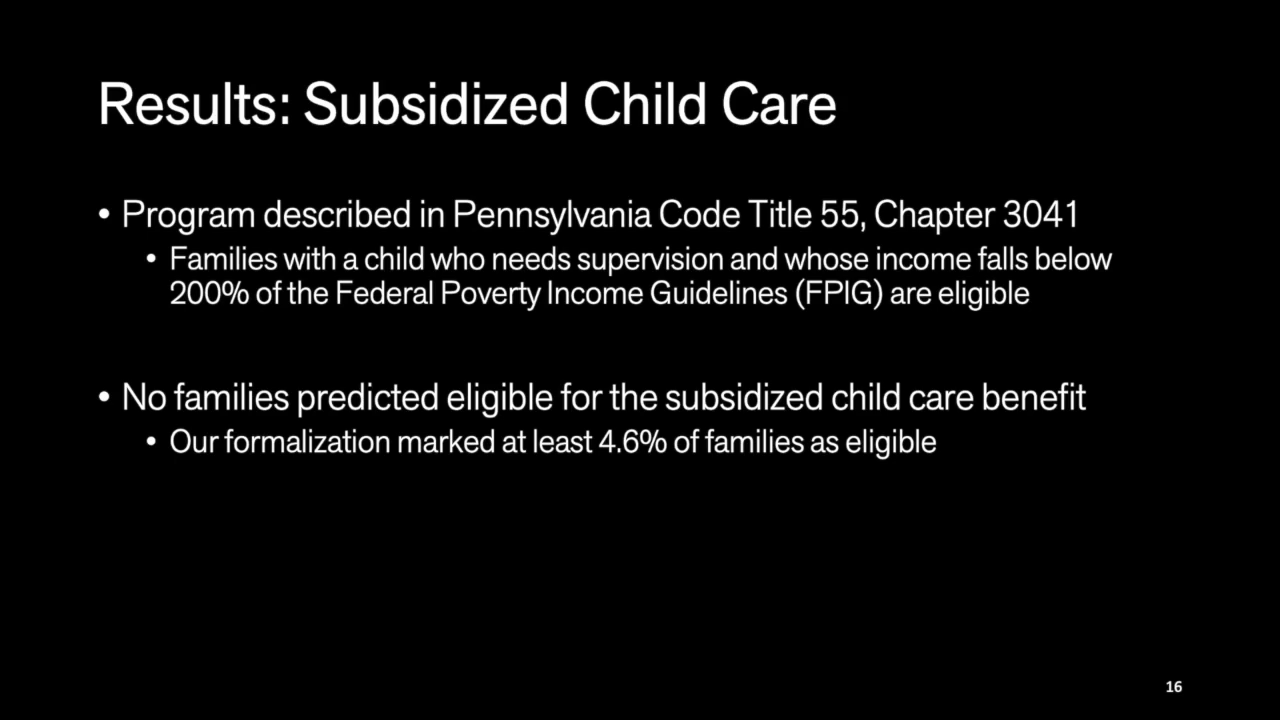 Results: Subsidized Child Care
• Program described in Pennsylvania Code Title 55, Chapter 3041
• Families with a child who needs supervision and whose income falls below
200% of the Federal Poverty Income Guidelines (FPIG) are eligible
• No families predicted eligible for the subsidized child care benefit
• Our formalization marked at least 4.6% of families as eligible
16